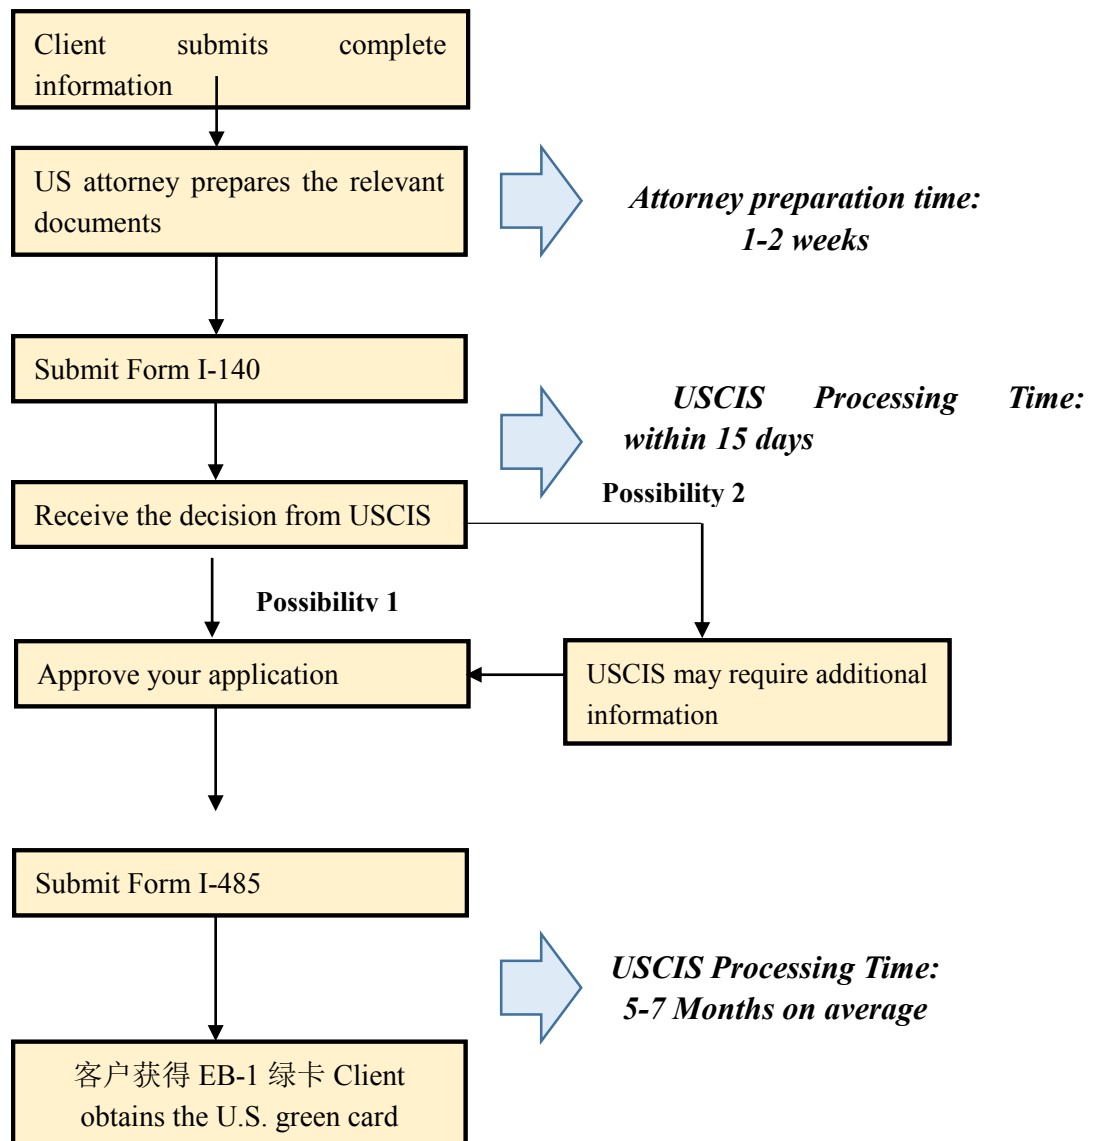 Client submits complete
information
US attorney prepares the relevant
documents
Attorney preparation time:
1-2 weeks
Submit Form I-140
USCIS Processing Time:
within 15 days
Possibility 2
Receive the decision from USCIS
Possibility 1
Approve your application
USCIS may require additional
information
Submit Form I-485
USCIS Processing Time:
5-7 Months on average
客户获得 EB-1 绿卡 Client
obtains the U.S. green card